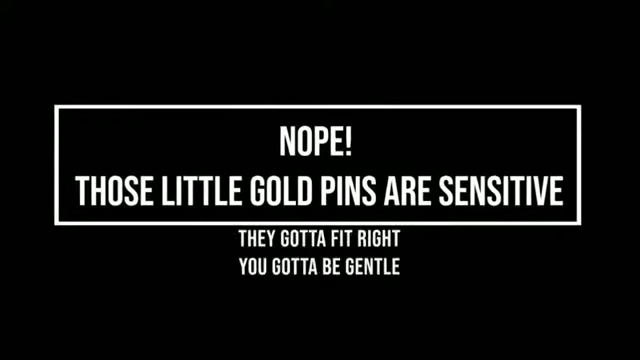 NOPE!
THOSE LITTLE GOLD PINS ARE SENSITIVE
THEY GOTTA FIT RIGHT
YOU GOTTA BE GENTLE